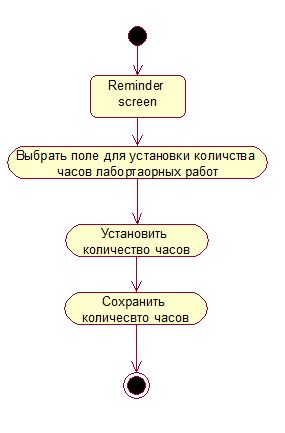 Reminder
screen
Выбрать поле для установки количства
часов лабортаорных работ
Установить
количество часов
Сохранить
количесвто часов